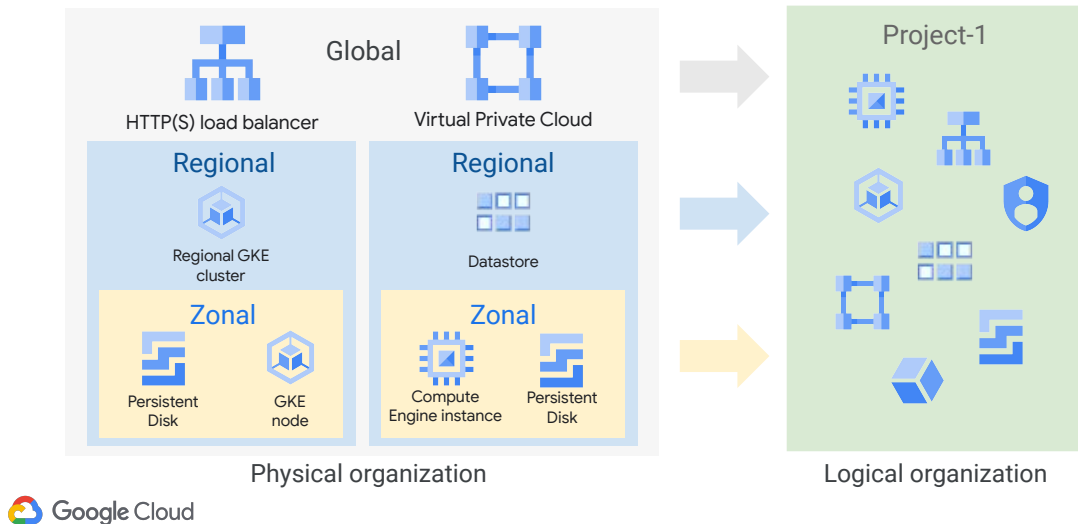 Global
HTTP(S) load balancer
Virtual Private Cloud
Regional
Regional GKE
cluster
Zonal
Persistent
Disk
GKE
node
Regional
Datastore
Zonal
Compute
Engine instance
Persistent
Disk
Physical organization
Project-1
Logical organization
Google Cloud